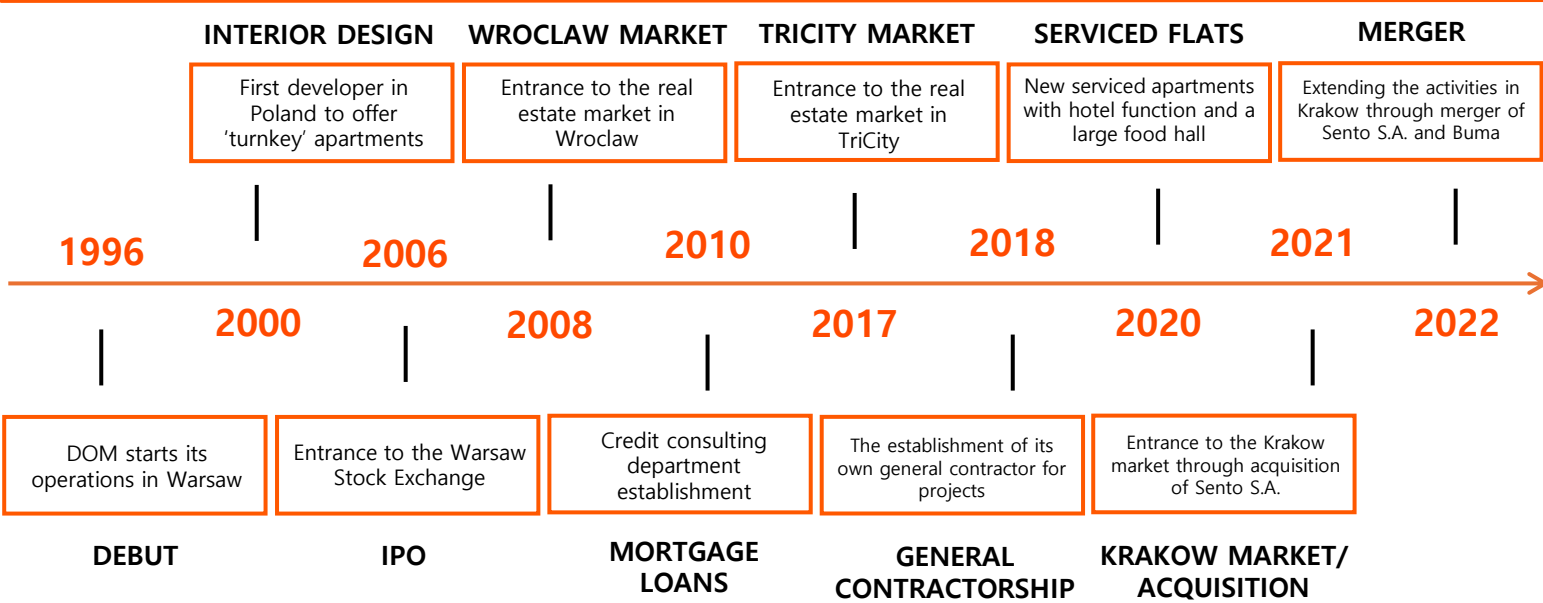 INTERIOR DESIGN
First developer in
Poland to offer
‘turnkey’ apartments
WROCLAW MARKET
Entrance to the real
estate market in
Wroclaw
TRICITY MARKET
Entrance to the real
estate market in
TriCity
SERVICED FLATS
New serviced apartments
with hotel function and a
large food hall
MERGER
Extending the activities in
Krakow through merger of
Sento S.A. and Buma
1996
2006
2010
2018
2021
2000
2008
2017
2020
2022
DOM starts its
operations in Warsaw
DEBUT
Entrance to the Warsaw
Stock Exchange
IPO
Credit consulting
department
establishment
MORTGAGE
LOANS
The establishment of its
own general contractor for
projects
GENERAL
CONTRACTORSHIP
Entrance to the Krakow
market through acquisition
of Sento S.A.
KRAKOW MARKET/
ACQUISITION